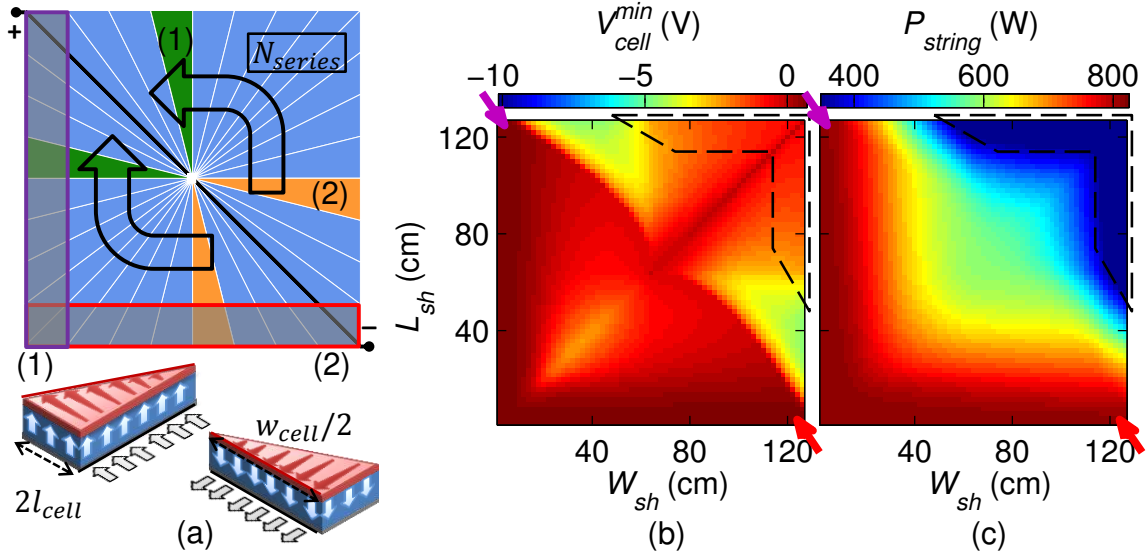 +
(1)
N_series
(2)
−
(1)
(2)
w_cell/2
2l_cell
(a)
V_cell^min (V)
−10 −5 0
120
80
40
L_sh (cm)
40 80 120
W_sh (cm)
(b)
P_string (W)
400 600 800
40 80 120
W_sh (cm)
(c)